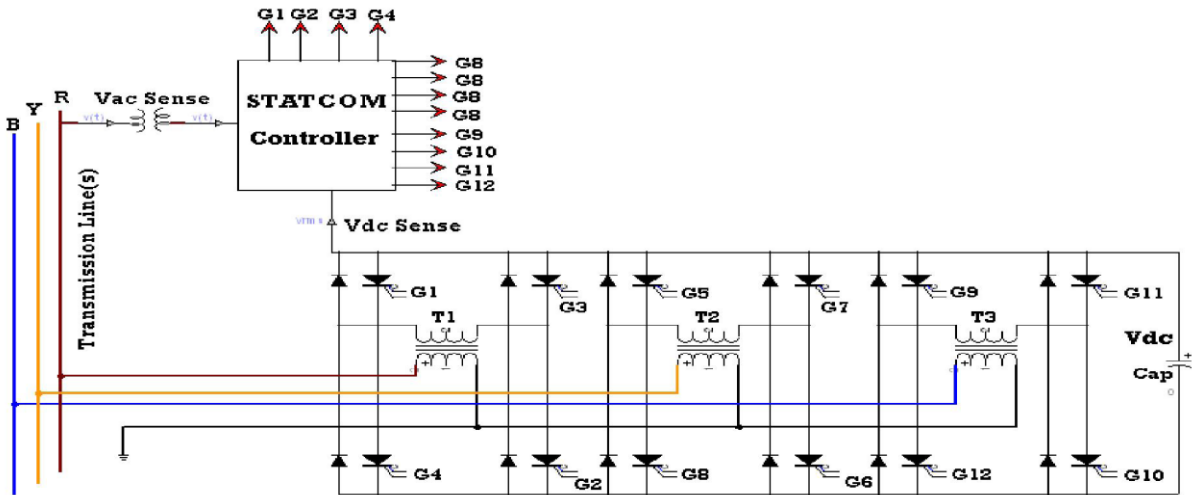 G1 G2 G3 G4
R
Y
B
Vac Sense
v(t)
v(t)
STATCOM
Controller
G8
G8
G8
G8
G9
G10
G11
G12
Transmission Line(s)
Vdc Sense
G1
G3
G5
G7
G9
G11
T1
T2
T3
Vdc
Cap
G4
G2
G8
G6
G12
G10